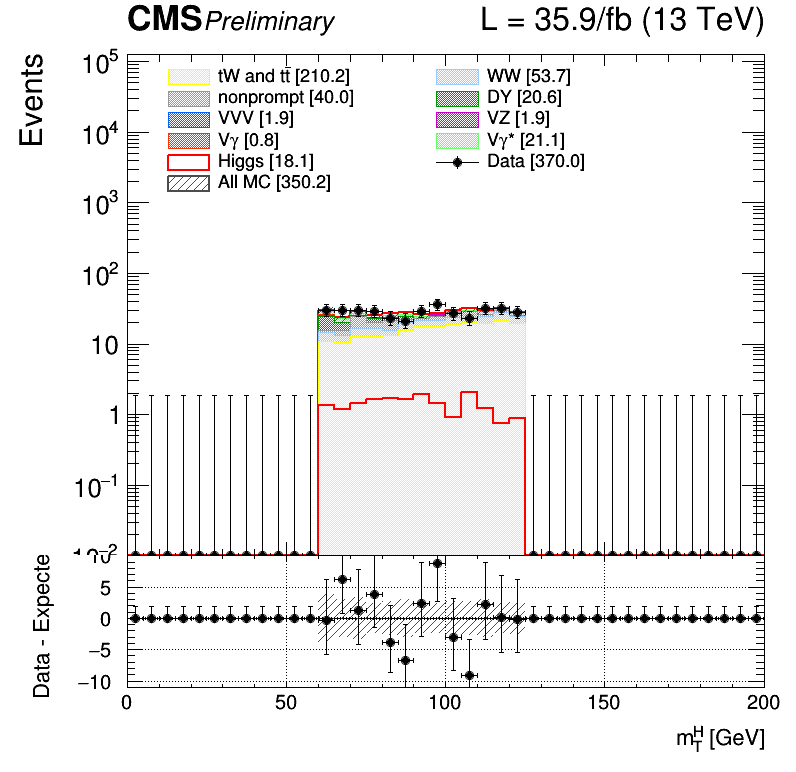 CMS Preliminary L = 35.9/fb (13 TeV)
Events
tW and tt̄ [210.2] WW [53.7]
nonprompt [40.0] DY [20.6]
VVV [1.9] VZ [1.9]
Vγ [0.8] Vγ* [21.1]
Higgs [18.1] Data [370.0]
All MC [350.2]
10⁵
10⁴
10³
10²
10
1
10⁻¹
10⁻²
Data - Expecte
5
0
−5
−10
0 50 100 150 200
m_T^H [GeV]